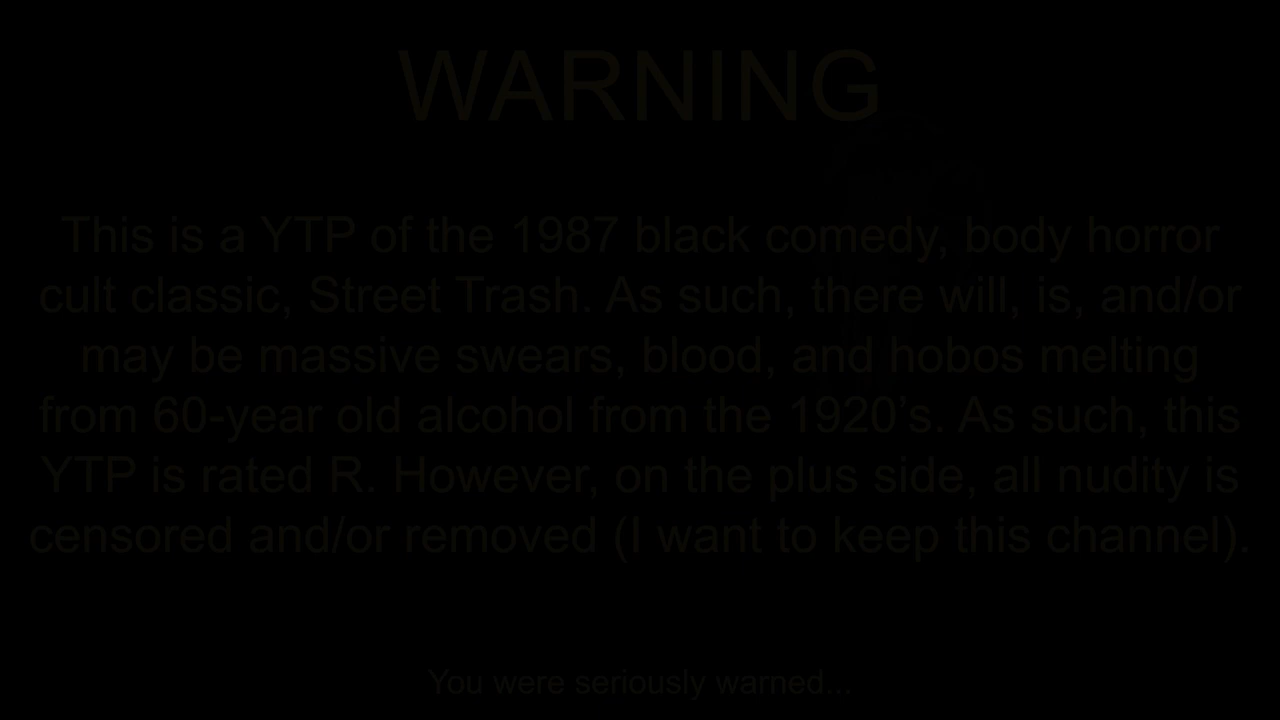 WARNING
This is a YTP of the 1987 black comedy, body horror
cult classic, Street Trash. As such, there will, is, and/or
may be massive swears, blood, and hobos melting
from 60-year old alcohol from the 1920’s. As such, this
YTP is rated R. However, on the plus side, all nudity is
censored and/or removed (I want to keep this channel).
You were seriously warned...